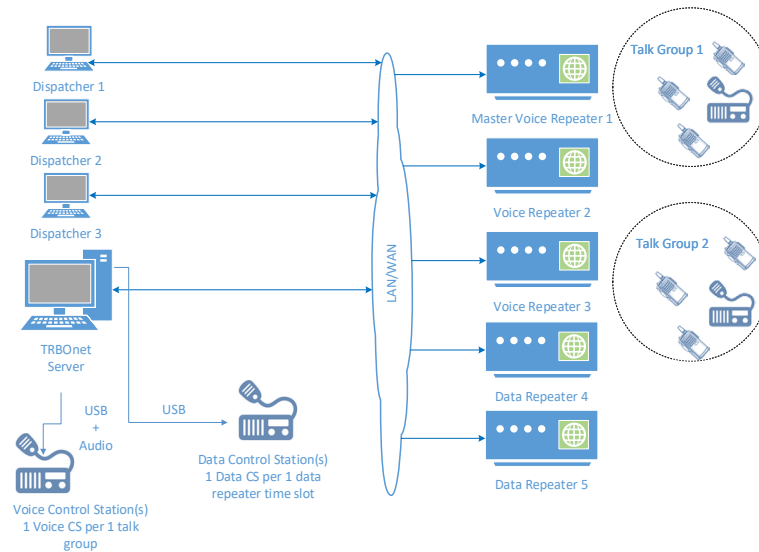 Dispatcher 1
Dispatcher 2
Dispatcher 3
TRBOnet
Server
USB
+
Audio
USB
Voice Control Station(s)
1 Voice CS per 1 talk
group
Data Control Station(s)
1 Data CS per 1 data
repeater time slot
LAN/WAN
Master Voice Repeater 1
Voice Repeater 2
Voice Repeater 3
Data Repeater 4
Data Repeater 5
Talk Group 1
Talk Group 2